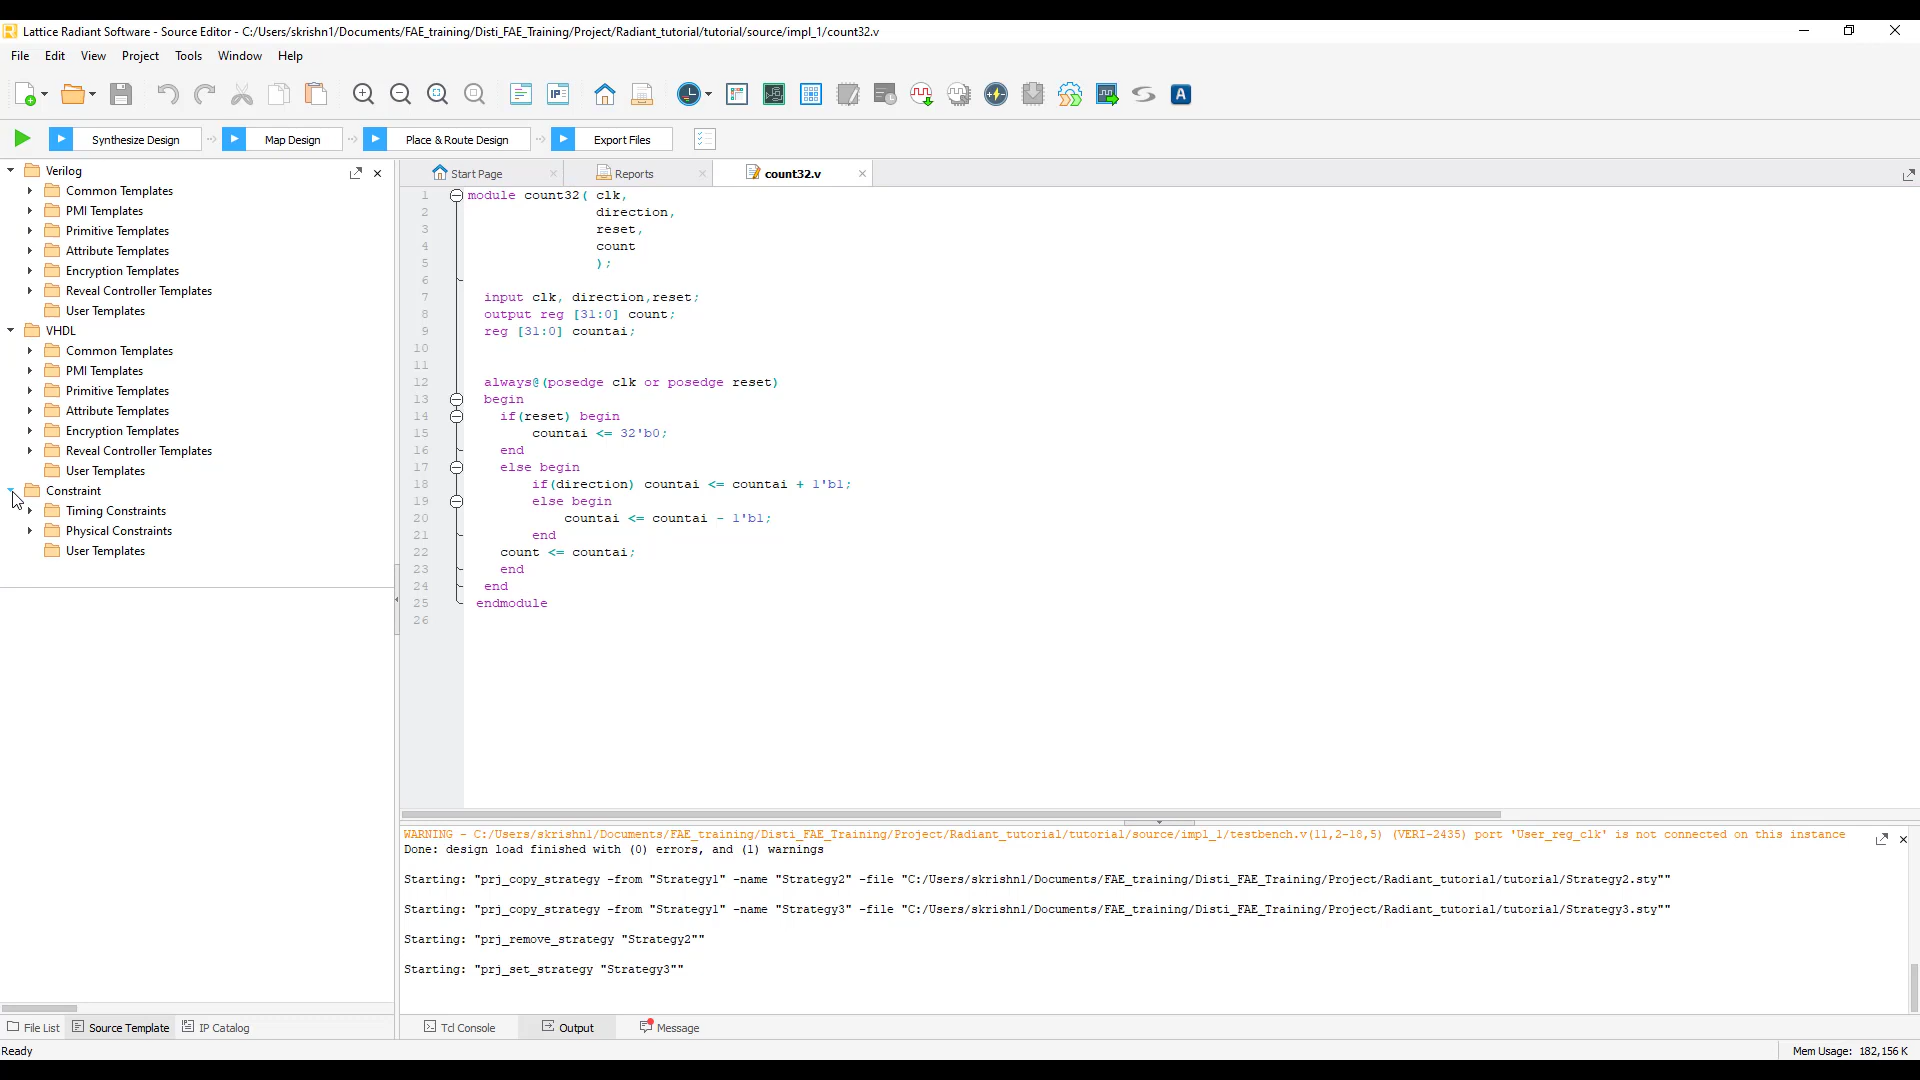 Lattice Radiant Software - Source Editor - C:/Users/skrishn1/Documents/FAE_training/Disti_FAE_Training/Project/Radiant_tutorial/tutorial/source/impl_1/count32.v
File Edit View Project Tools Window Help
Synthesize Design Map Design Place & Route Design Export Files
Verilog
Common Templates
PMI Templates
Primitive Templates
Attribute Templates
Encryption Templates
Reveal Controller Templates
User Templates
VHDL
Common Templates
PMI Templates
Primitive Templates
Attribute Templates
Encryption Templates
Reveal Controller Templates
User Templates
Constraint
Timing Constraints
Physical Constraints
User Templates
File List Source Template IP Catalog
Start Page Reports count32.v
1 module count32( clk,
2 direction,
3 reset,
4 count
5 );
6
7 input clk, direction,reset;
8 output reg [31:0] count;
9 reg [31:0] countai;
10
11
12 always@(posedge clk or posedge reset)
13 begin
14 if(reset) begin
15 countai <= 32'b0;
16 end
17 else begin
18 if(direction) countai <= countai + 1'b1;
19 else begin
20 countai <= countai - 1'b1;
21 end
22 count <= countai;
23 end
24 end
25 endmodule
26
WARNING - C:/Users/skrishn1/Documents/FAE_training/Disti_FAE_Training/Project/Radiant_tutorial/tutorial/source/impl_1/testbench.v(11,2-18,5) (VERI-2435) port 'User_reg_clk' is not connected on this instance
Done: design load finished with (0) errors, and (1) warnings
Starting: "prj_copy_strategy -from "Strategy1" -name "Strategy2" -file "C:/Users/skrishn1/Documents/FAE_training/Disti_FAE_Training/Project/Radiant_tutorial/tutorial/Strategy2.sty""
Starting: "prj_copy_strategy -from "Strategy1" -name "Strategy3" -file "C:/Users/skrishn1/Documents/FAE_training/Disti_FAE_Training/Project/Radiant_tutorial/tutorial/Strategy3.sty""
Starting: "prj_remove_strategy "Strategy2""
Starting: "prj_set_strategy "Strategy3""
Tcl Console Output Message
Ready
Mem Usage: 182,156 K